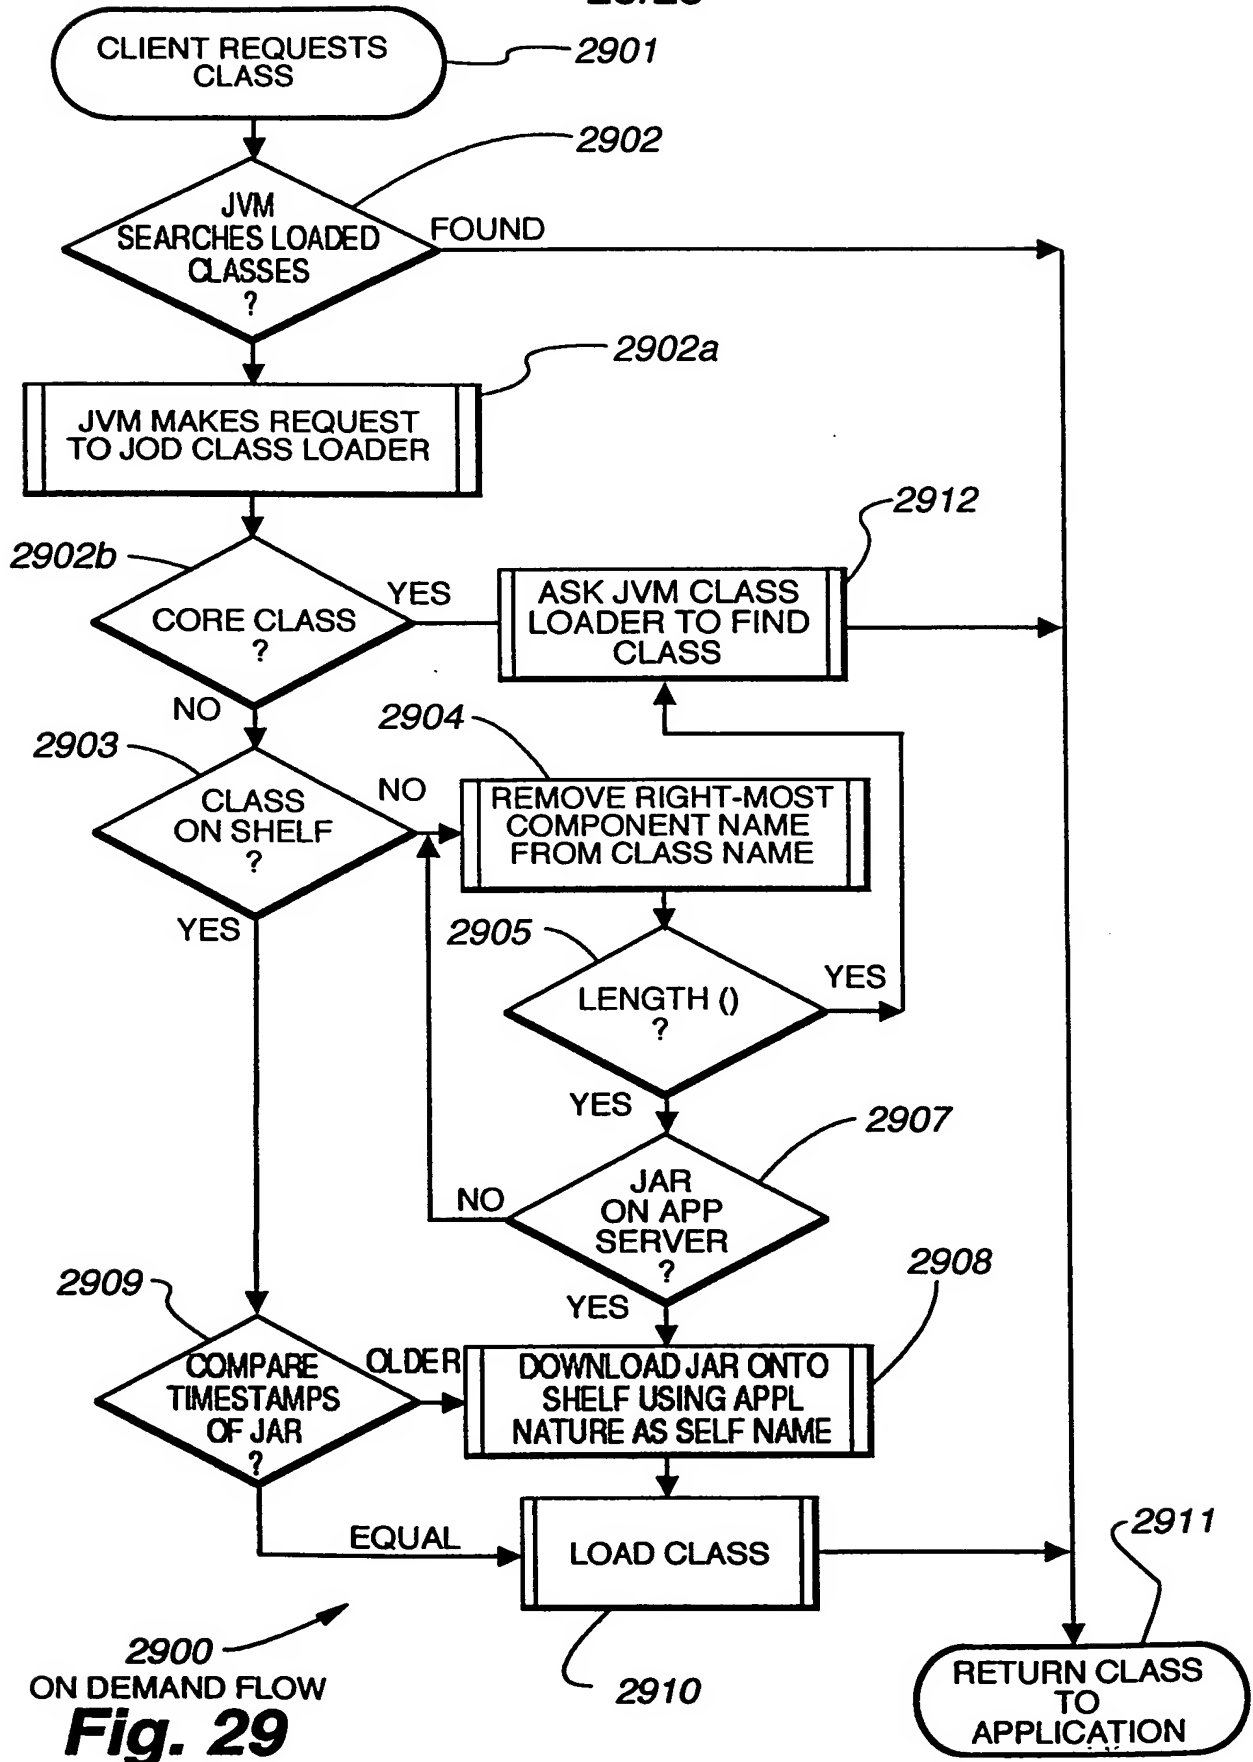 CLIENT REQUESTS
CLASS
2901
2902
JVM
SEARCHES LOADED
CLASSES
?
FOUND
2902a
JVM MAKES REQUEST
TO JOD CLASS LOADER
2912
2902b
CORE CLASS
?
YES
ASK JVM CLASS
LOADER TO FIND
CLASS
NO
2903
CLASS
ON SHELF
?
NO
2904
REMOVE RIGHT-MOST
COMPONENT NAME
FROM CLASS NAME
YES
2905
LENGTH ()
?
YES
YES
2907
JAR
ON APP
SERVER
?
NO
YES
2909
COMPARE
TIMESTAMPS
OF JAR
?
OLDER
2908
DOWNLOAD JAR ONTO
SHELF USING APPL
NATURE AS SELF NAME
EQUAL
LOAD CLASS
2910
2911
RETURN CLASS
TO
APPLICATION
2900
ON DEMAND FLOW
Fig. 29